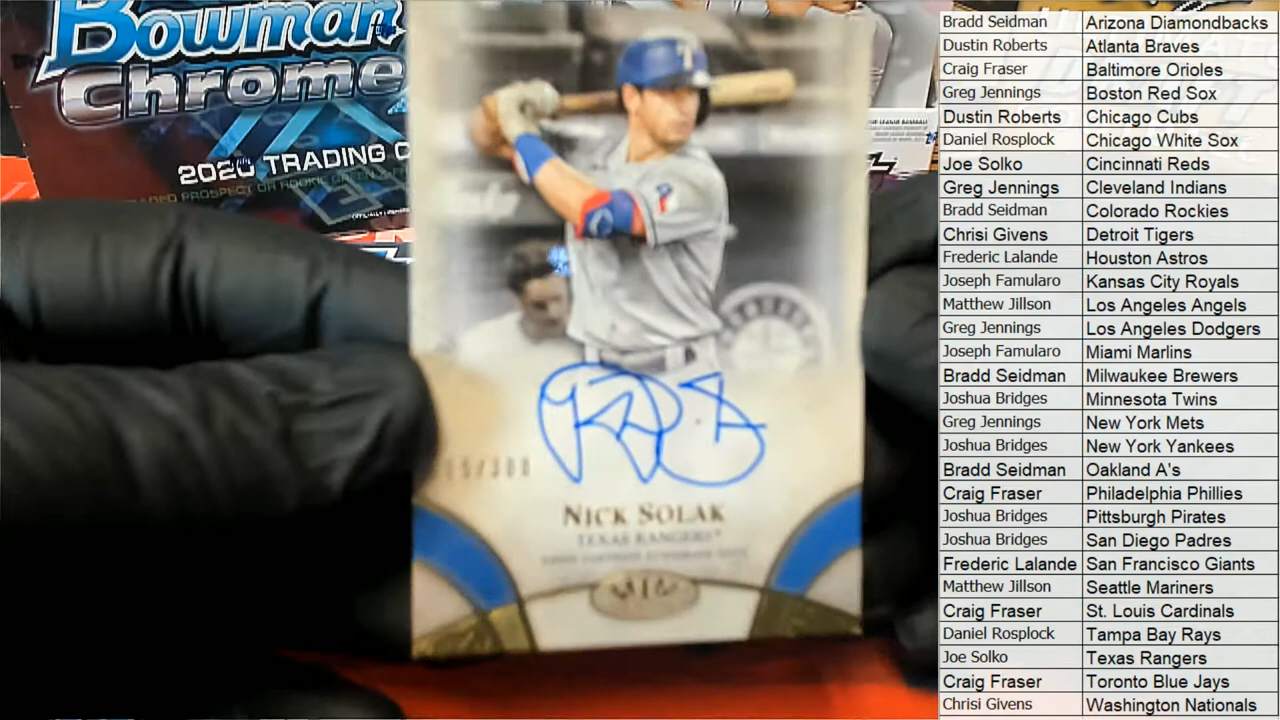 Bowman
Chrome
2020 TRADING C
/300
NICK SOLAK
TEXAS RANGERS
Bradd Seidman Arizona Diamondbacks
Dustin Roberts Atlanta Braves
Craig Fraser Baltimore Orioles
Greg Jennings Boston Red Sox
Dustin Roberts Chicago Cubs
Daniel Rosplock Chicago White Sox
Joe Solko Cincinnati Reds
Greg Jennings Cleveland Indians
Bradd Seidman Colorado Rockies
Chrisi Givens Detroit Tigers
Frederic Lalande Houston Astros
Joseph Famularo Kansas City Royals
Matthew Jillson Los Angeles Angels
Greg Jennings Los Angeles Dodgers
Joseph Famularo Miami Marlins
Bradd Seidman Milwaukee Brewers
Joshua Bridges Minnesota Twins
Greg Jennings New York Mets
Joshua Bridges New York Yankees
Bradd Seidman Oakland A's
Craig Fraser Philadelphia Phillies
Joshua Bridges Pittsburgh Pirates
Joshua Bridges San Diego Padres
Frederic Lalande San Francisco Giants
Matthew Jillson Seattle Mariners
Craig Fraser St. Louis Cardinals
Daniel Rosplock Tampa Bay Rays
Joe Solko Texas Rangers
Craig Fraser Toronto Blue Jays
Chrisi Givens Washington Nationals